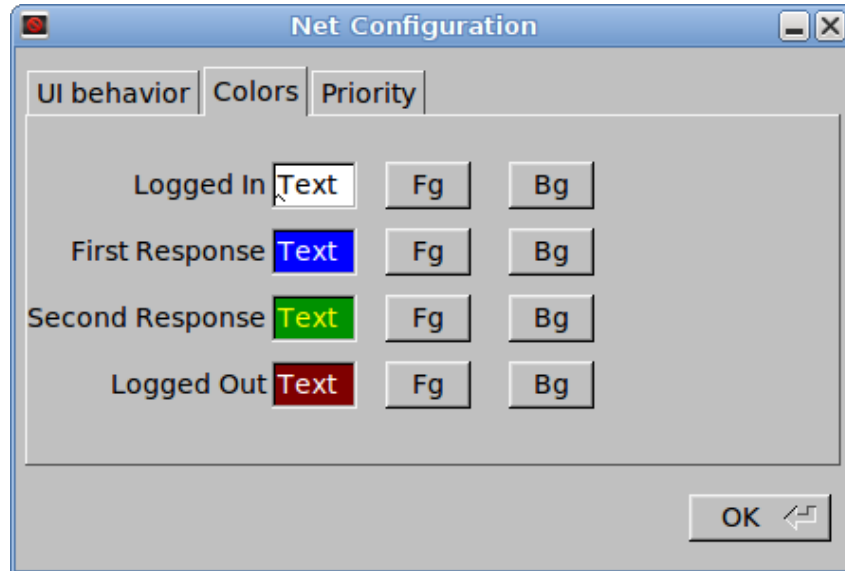 Net Configuration
UI behavior Colors Priority
Logged In Text Fg Bg
First Response Text Fg Bg
Second Response Text Fg Bg
Logged Out Text Fg Bg
OK